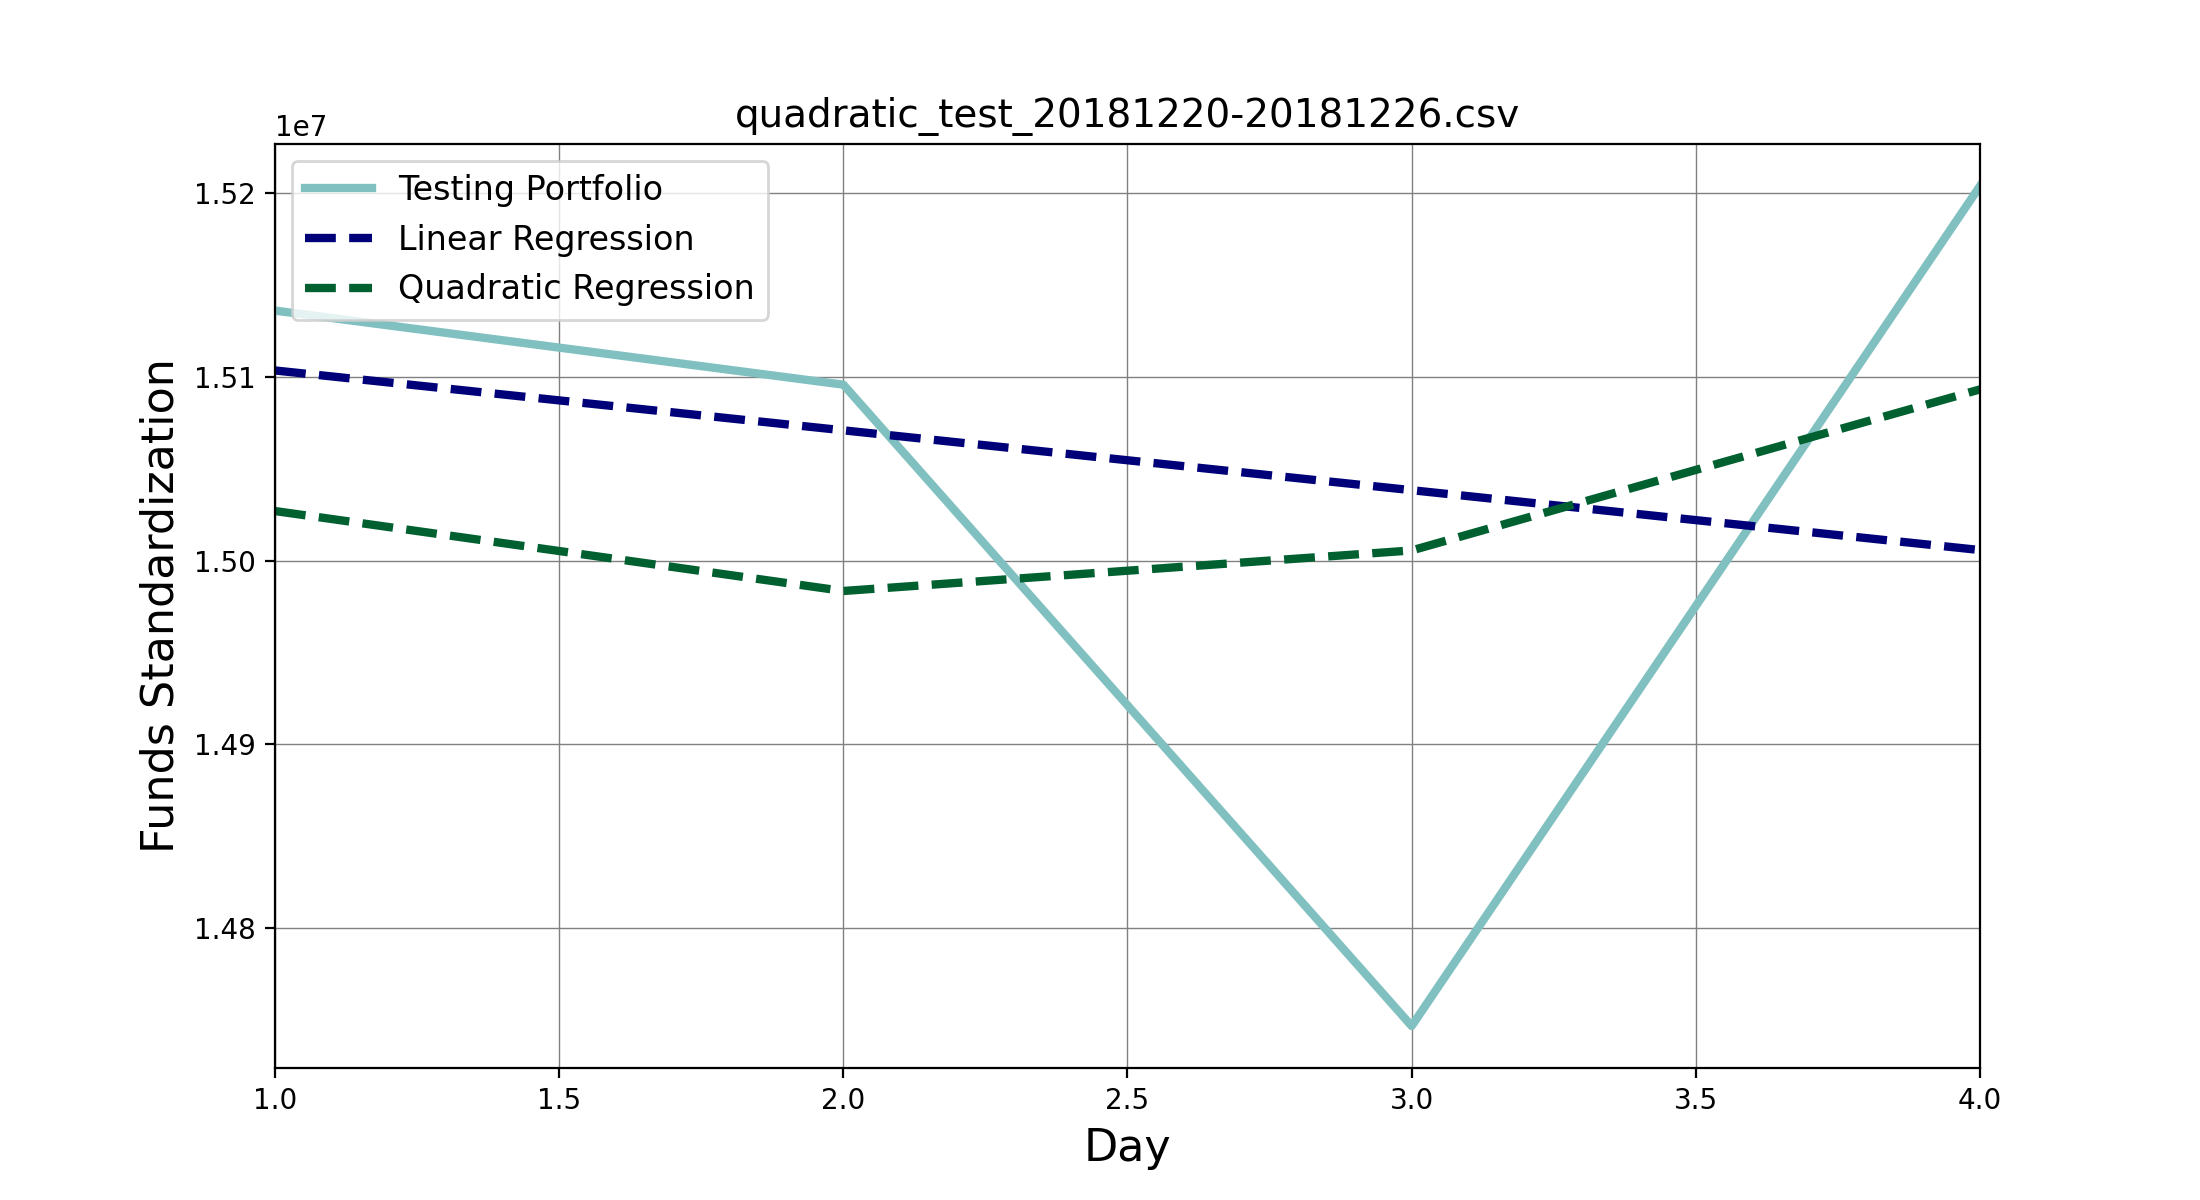 quadratic_test_20181220-20181226.csv
1e7
Testing Portfolio
Linear Regression
Quadratic Regression
Funds Standardization
1.52
1.51
1.50
1.49
1.48
1.0 1.5 2.0 2.5 3.0 3.5 4.0
Day